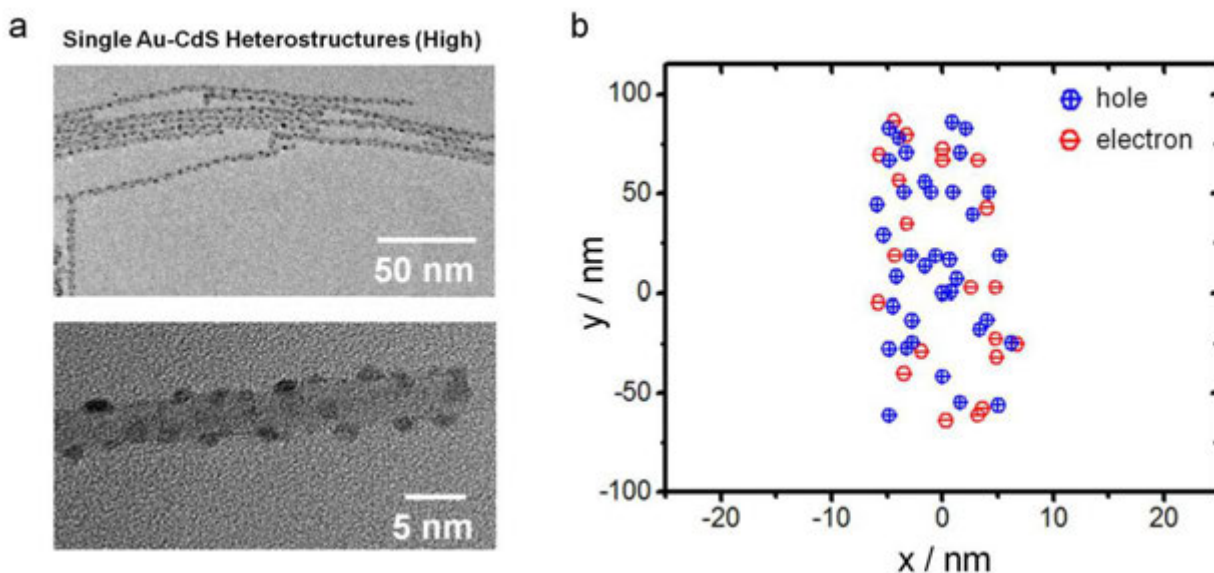 a
Single Au-CdS Heterostructures (High)
50 nm
5 nm
b
hole
electron
100
50
0
-50
-100
y / nm
-20
-10
0
10
20
x / nm